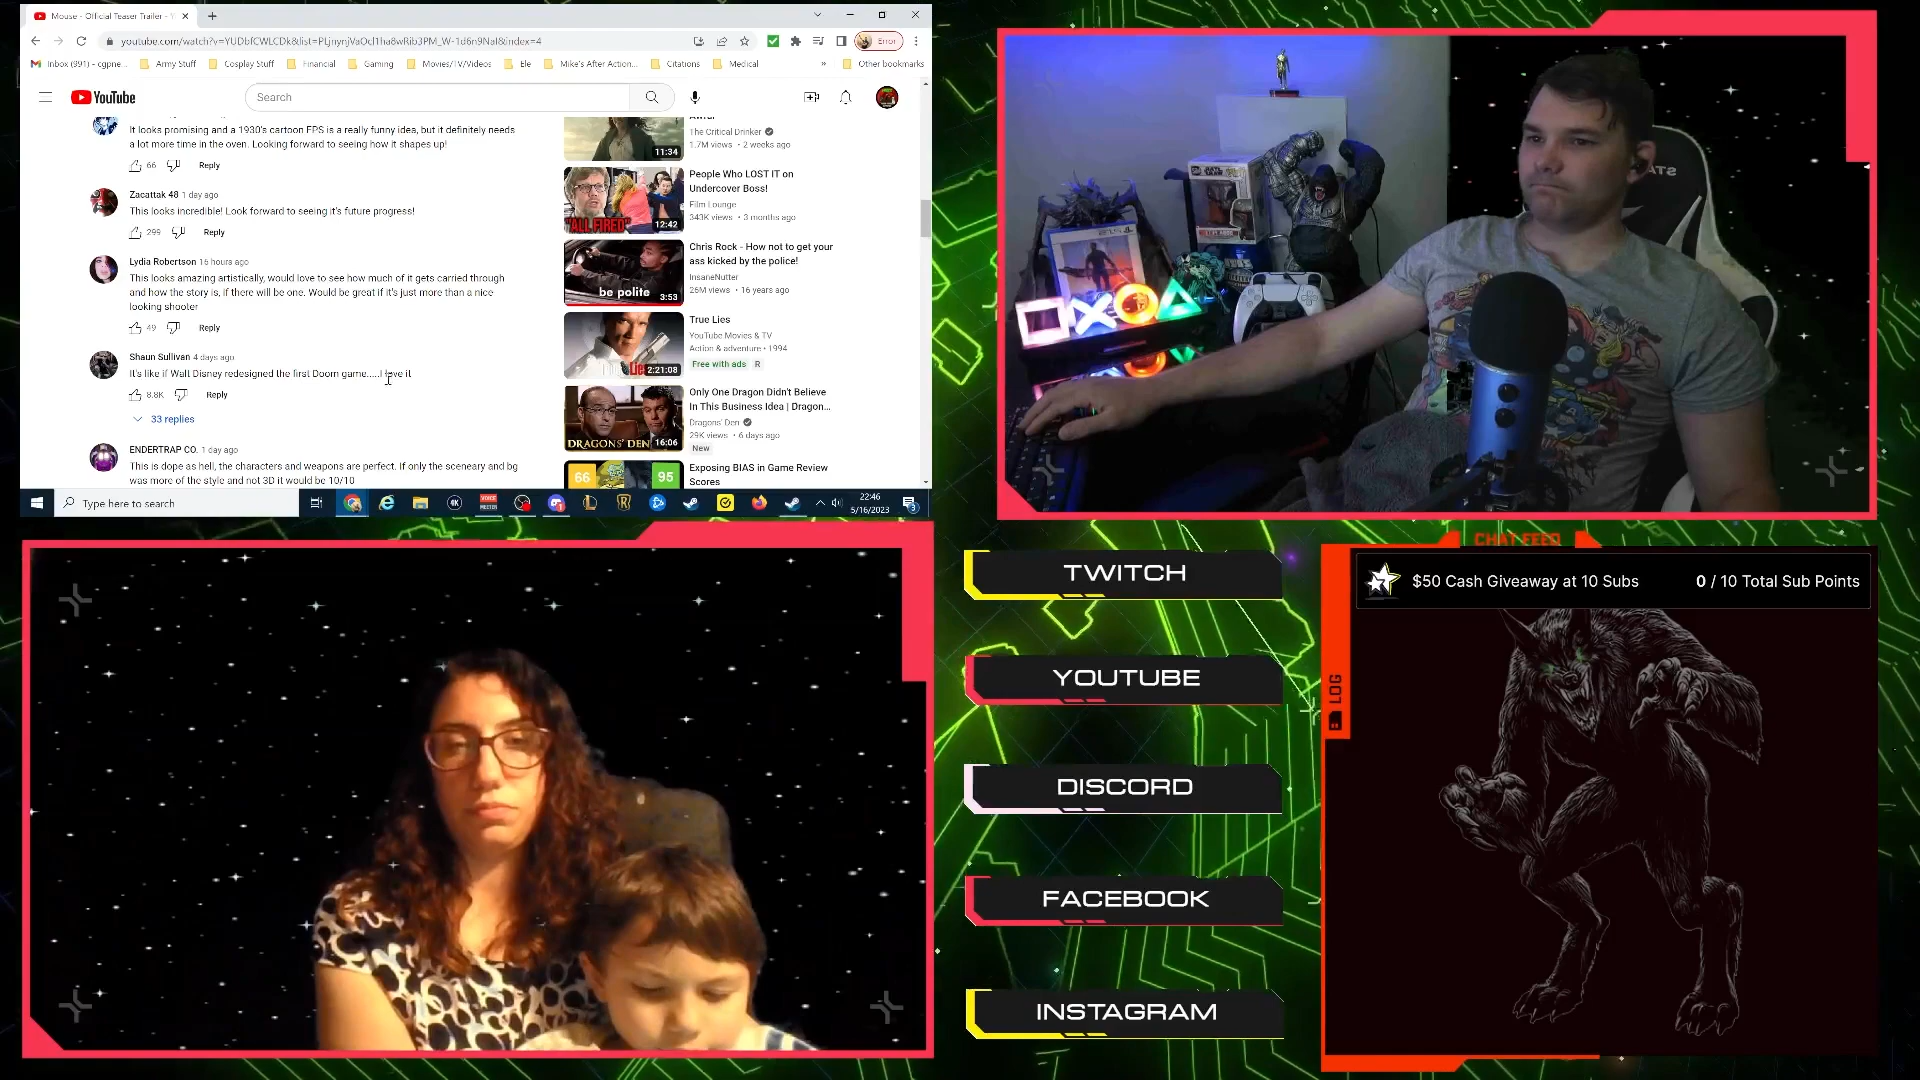 Mouse - Official Teaser Trailer - Y
youtube.com/watch?v=YUDbfCWLCDk&list=PLjnynjVaOcl1ha8wRib3PM_W-1d6n9NaI&index=4
Error
Inbox (991) - cgpne...
Army Stuff
Cosplay Stuff
Financial
Gaming
Movies/TV/Videos
Ele
Mike's After Action...
Citations
Medical
»
Other bookmarks
YouTube
Search
It looks promising and a 1930's cartoon FPS is a really funny idea, but it definitely needs
a lot more time in the oven. Looking forward to seeing how it shapes up!
66 Reply
Zacattak 48 1 day ago
This looks incredible! Look forward to seeing it's future progress!
299 Reply
Lydia Robertson 16 hours ago
This looks amazing artistically, would love to see how much of it gets carried through
and how the story is, if there will be one. Would be great if it's just more than a nice
looking shooter
49 Reply
Shaun Sullivan 4 days ago
It's like if Walt Disney redesigned the first Doom game.....I love it
8.8K Reply
33 replies
ENDERTRAP CO. 1 day ago
This is dope as hell, the characters and weapons are perfect. If only the sceneary and bg
was more of the style and not 3D it would be 10/10
11:34
The Critical Drinker
1.7M views • 2 weeks ago
"ALL FIRED"
12:42
People Who LOST IT on
Undercover Boss!
Film Lounge
343K views • 3 months ago
be polite
3:53
Chris Rock - How not to get your
ass kicked by the police!
InsaneNutter
26M views • 16 years ago
2:21:08
True Lies
YouTube Movies & TV
Action & adventure • 1994
Free with ads R
DRAGONS' DEN
16:06
Only One Dragon Didn't Believe
In This Business Idea | Dragon...
Dragons' Den
29K views • 6 days ago
New
66
95
Exposing BIAS in Game Review
Scores
Type here to search
22:46
5/16/2023
3
TWITCH
YOUTUBE
DISCORD
FACEBOOK
INSTAGRAM
CHAT FEED
$50 Cash Giveaway at 10 Subs
0 / 10 Total Sub Points
LOG